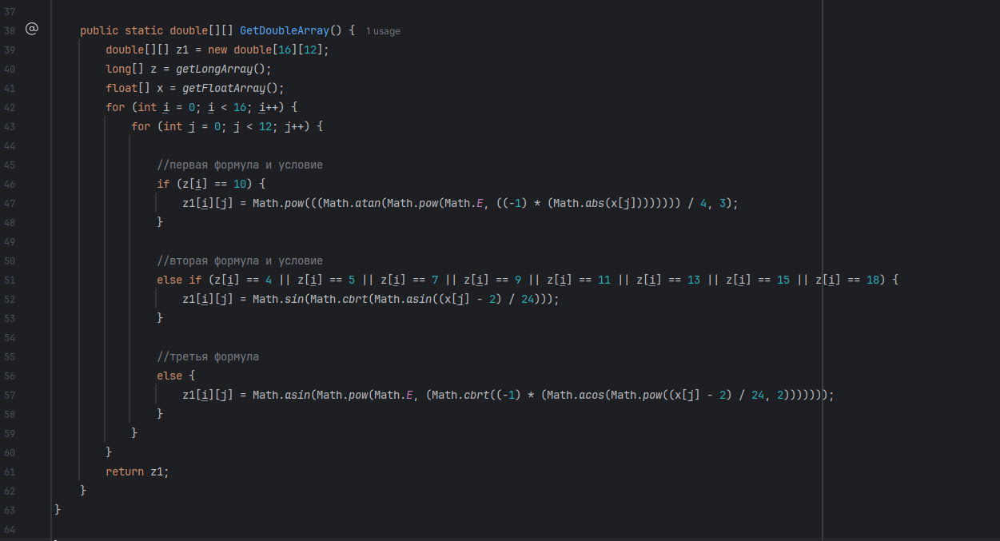 37
38 @ public static double[][] GetDoubleArray() { 1 usage
39 double[][] z1 = new double[16][12];
40 long[] z = getLongArray();
41 float[] x = getFloatArray();
42 for (int i = 0; i < 16; i++) {
43 for (int j = 0; j < 12; j++) {
44
45 //первая формула и условие
46 if (z[i] == 10) {
47 z1[i][j] = Math.pow(((Math.atan(Math.pow(Math.E, ((-1) * (Math.abs(x[j])))))))) / 4, 3);
48 }
49
50 //вторая формула и условие
51 else if (z[i] == 4 || z[i] == 5 || z[i] == 7 || z[i] == 9 || z[i] == 11 || z[i] == 13 || z[i] == 15 || z[i] == 18) {
52 z1[i][j] = Math.sin(Math.cbrt(Math.asin((x[j] - 2) / 24)));
53 }
54
55 //третья формула
56 else {
57 z1[i][j] = Math.asin(Math.pow(Math.E, (Math.cbrt((-1) * (Math.acos(Math.pow((x[j] - 2) / 24, 2)))))));
58 }
59 }
60 }
61 return z1;
62 }
63 }
64